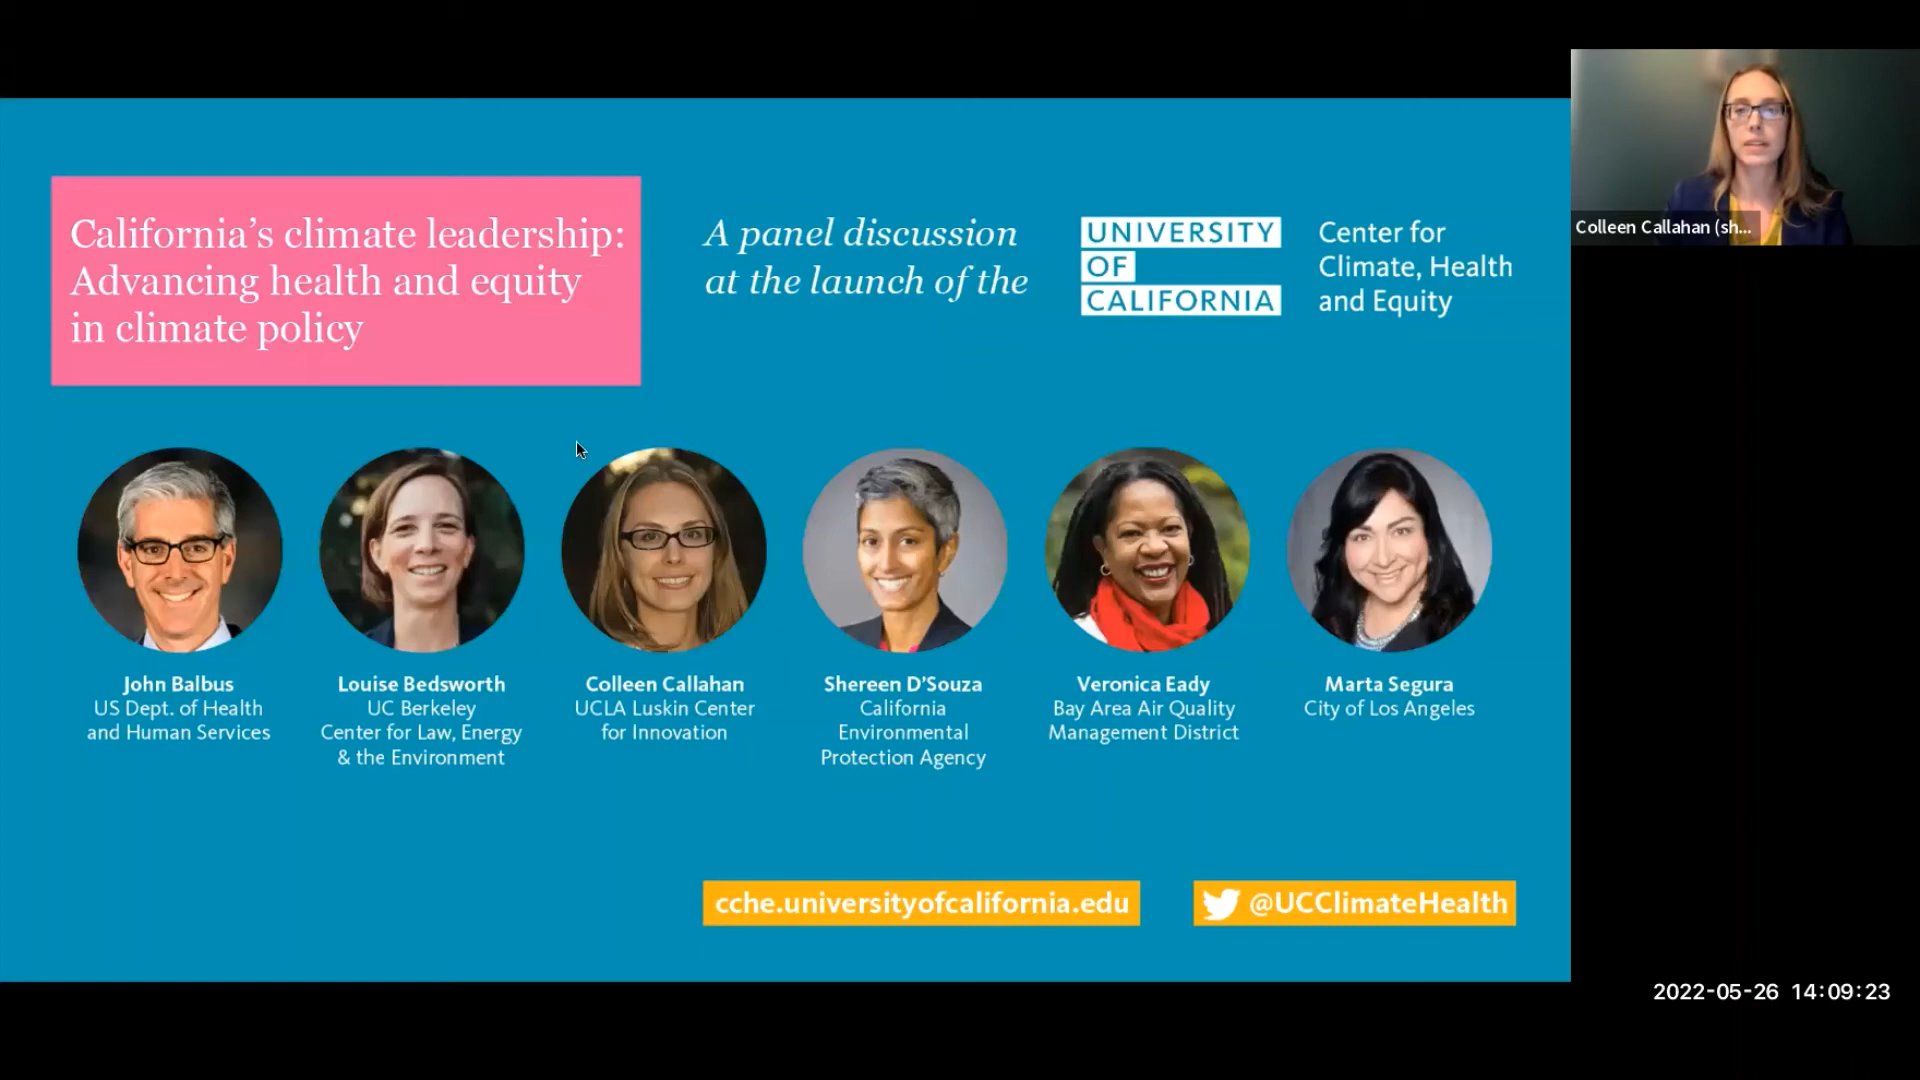 California's climate leadership:
Advancing health and equity
in climate policy
A panel discussion
at the launch of the
UNIVERSITY
OF
CALIFORNIA
Center for
Climate, Health
and Equity
Colleen Callahan (sh...
John Balbus
US Dept. of Health
and Human Services
Louise Bedsworth
UC Berkeley
Center for Law, Energy
& the Environment
Colleen Callahan
UCLA Luskin Center
for Innovation
Shereen D'Souza
California
Environmental
Protection Agency
Veronica Eady
Bay Area Air Quality
Management District
Marta Segura
City of Los Angeles
cche.universityofcalifornia.edu
@UCClimateHealth
2022-05-26 14:09:23